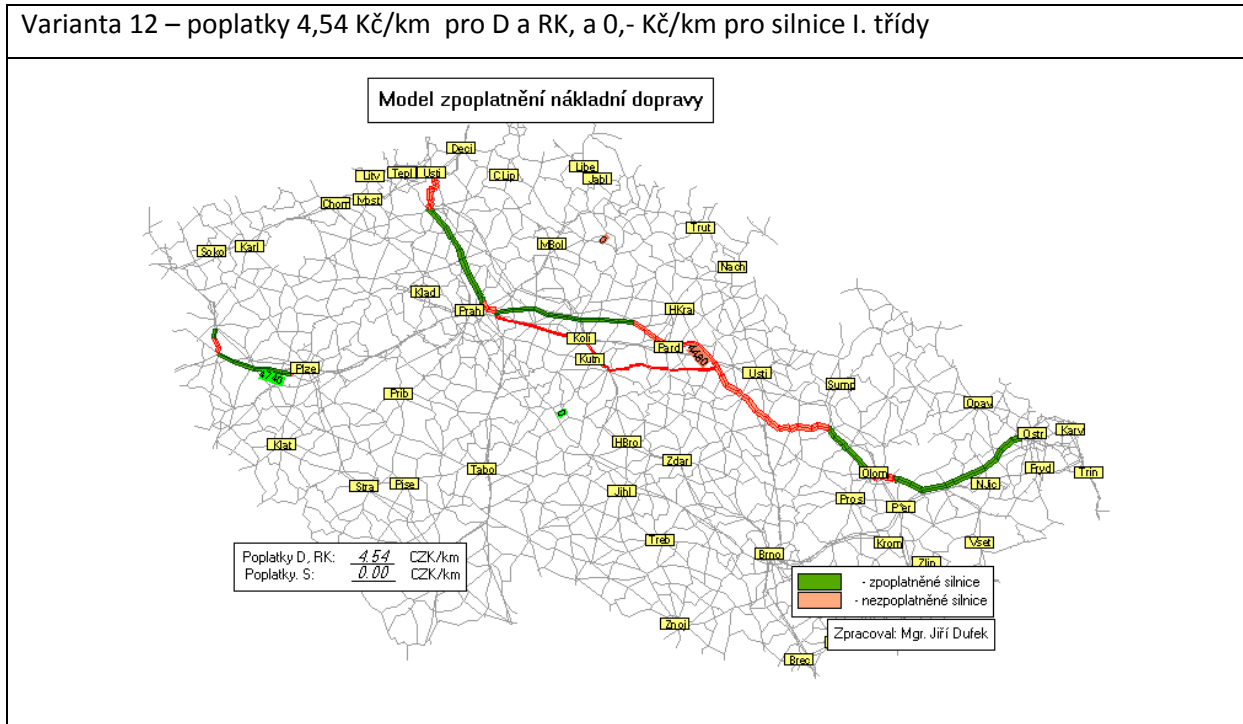 Varianta 12 – poplatky 4,54 Kč/km pro D a RK, a 0,- Kč/km pro silnice I. třídy
Model zpoplatnění nákladní dopravy
Deci
Litv
Tepl
Usti
CLip
Libe
Jabl
Chom
Mbst
Trut
Soko
Karl
MBol
Nach
Klad
Prah
HKra
Koli
Pard
4480
Kutn
Plze
Usti
Sump
4740
Prib
Opav
Klat
HBro
Ostr
Karv
Zdar
Tabo
Olom
Fryd
Trin
Stra
Pise
Jihl
NJic
Pros
Treb
Krom
Vset
Brno
Zlin
Poplatky D, RK: 4.54 CZK/km
Poplatky. S: 0.00 CZK/km
- zpoplatněné silnice
- nezpoplatněné silnice
Znoj
Zpracoval: Mgr. Jiří Dufek
Brec